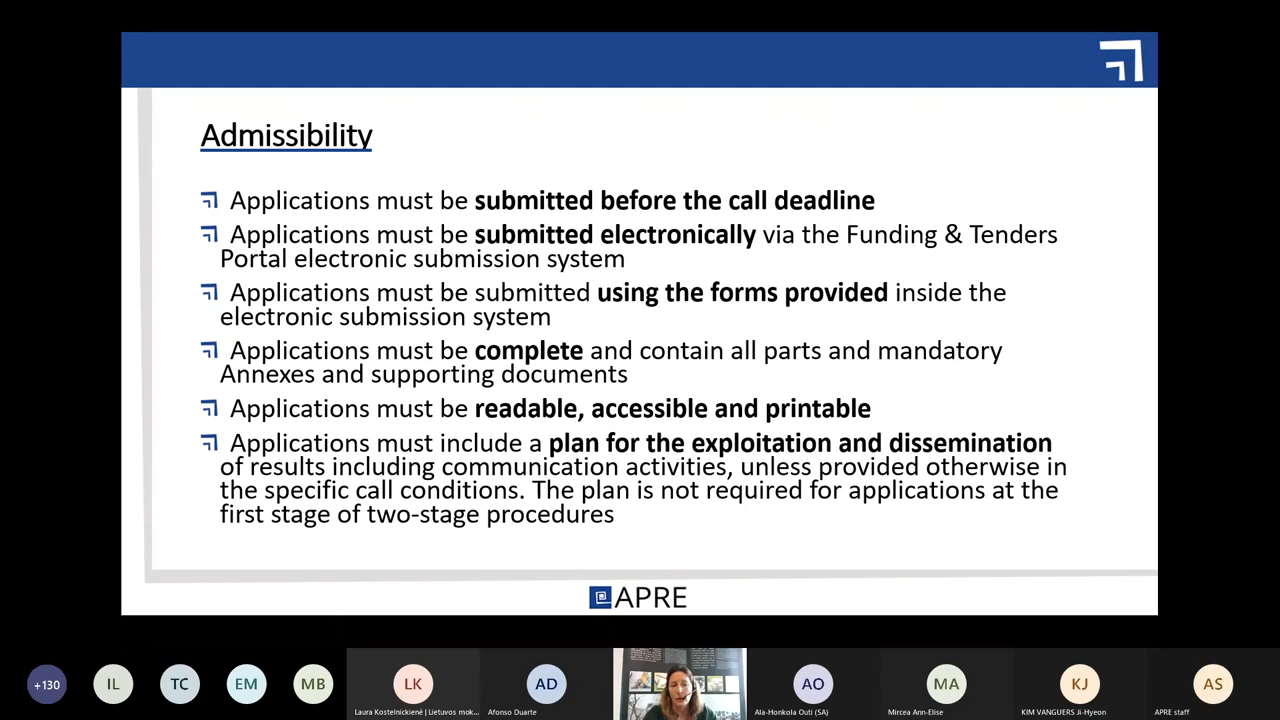 Admissibility
Applications must be submitted before the call deadline
Applications must be submitted electronically via the Funding & Tenders
Portal electronic submission system
Applications must be submitted using the forms provided inside the
electronic submission system
Applications must be complete and contain all parts and mandatory
Annexes and supporting documents
Applications must be readable, accessible and printable
Applications must include a plan for the exploitation and dissemination
of results including communication activities, unless provided otherwise in
the specific call conditions. The plan is not required for applications at the
first stage of two-stage procedures
APRE
+130
IL
TC
EM
MB
LK
AD
AO
MA
KJ
AS
Laura Kostelnickienė | Lietuvos mok...
Afonso Duarte
Ala-Honkola Outi (SA)
Mircea Ann-Elise
KIM VANGUERS Ji-Hyeon
APRE staff